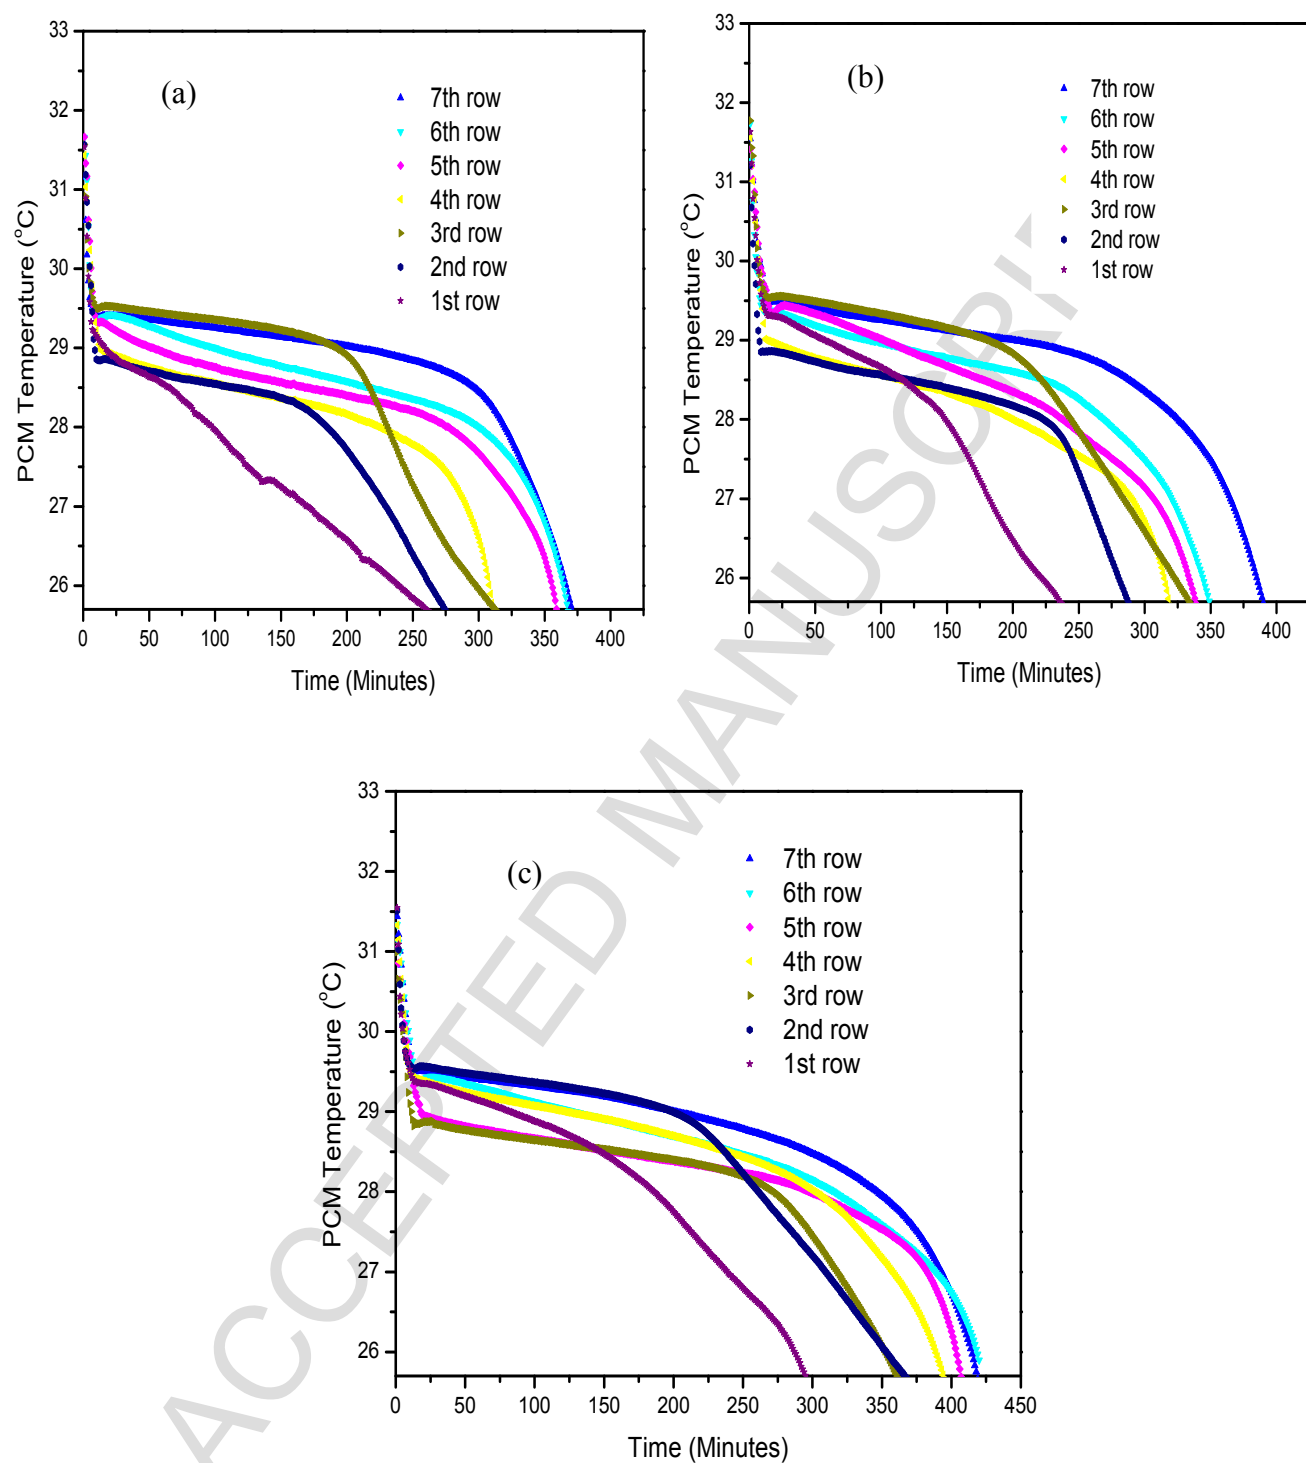 (a)
7th row
6th row
5th row
4th row
3rd row
2nd row
1st row
33
32
31
30
29
28
27
26
PCM Temperature (°C)
0 50 100 150 200 250 300 350 400
Time (Minutes)
(b)
7th row
6th row
5th row
4th row
3rd row
2nd row
1st row
33
32
31
30
29
28
27
26
PCM Temperature (°C)
0 50 100 150 200 250 300 350 400
Time (Minutes)
(c)
7th row
6th row
5th row
4th row
3rd row
2nd row
1st row
33
32
31
30
29
28
27
26
PCM Temperature (°C)
0 50 100 150 200 250 300 350 400 450
Time (Minutes)
ACCEPTED MANUSCRI